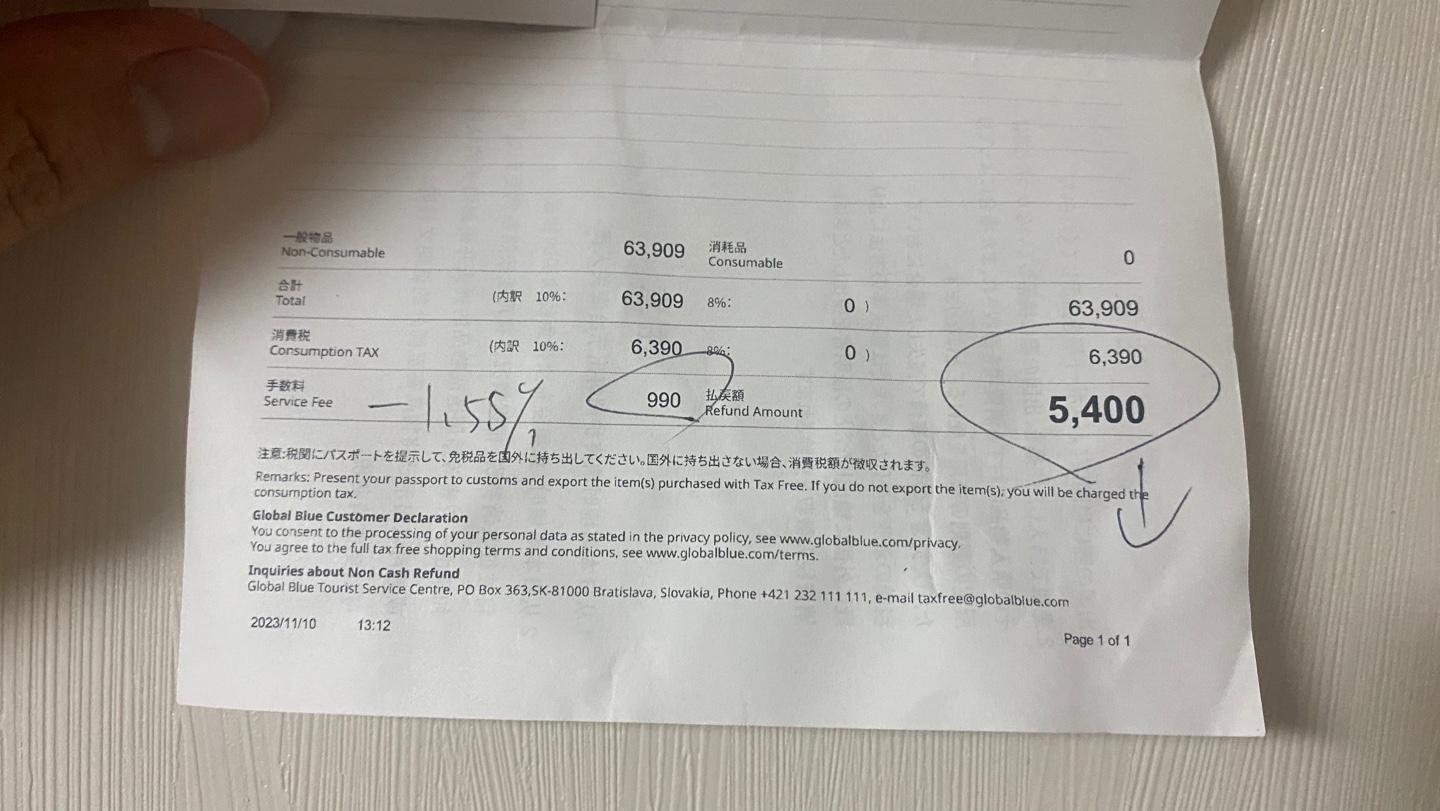 一般物品 63,909 消耗品 0
Non-Consumable Consumable
合計 (内訳 10%: 63,909 8%: 0 ) 63,909
Total
消費税 (内訳 10%: 6,390 8%: 0 ) 6,390
Consumption TAX
手数料 990 払戻額 5,400
Service Fee Refund Amount
-1.55%
注意:税関にパスポートを提示して、免税品を国外に持ち出してください。国外に持ち出さない場合、消費税額が徴収されます。
Remarks: Present your passport to customs and export the item(s) purchased with Tax Free. If you do not export the item(s), you will be charged the
consumption tax.
Global Blue Customer Declaration
You consent to the processing of your personal data as stated in the privacy policy, see www.globalblue.com/privacy.
You agree to the full tax free shopping terms and conditions, see www.globalblue.com/terms.
Inquiries about Non Cash Refund
Global Blue Tourist Service Centre, PO Box 363,SK-81000 Bratislava, Slovakia, Phone +421 232 111 111, e-mail taxfree@globalblue.com
2023/11/10 13:12
Page 1 of 1